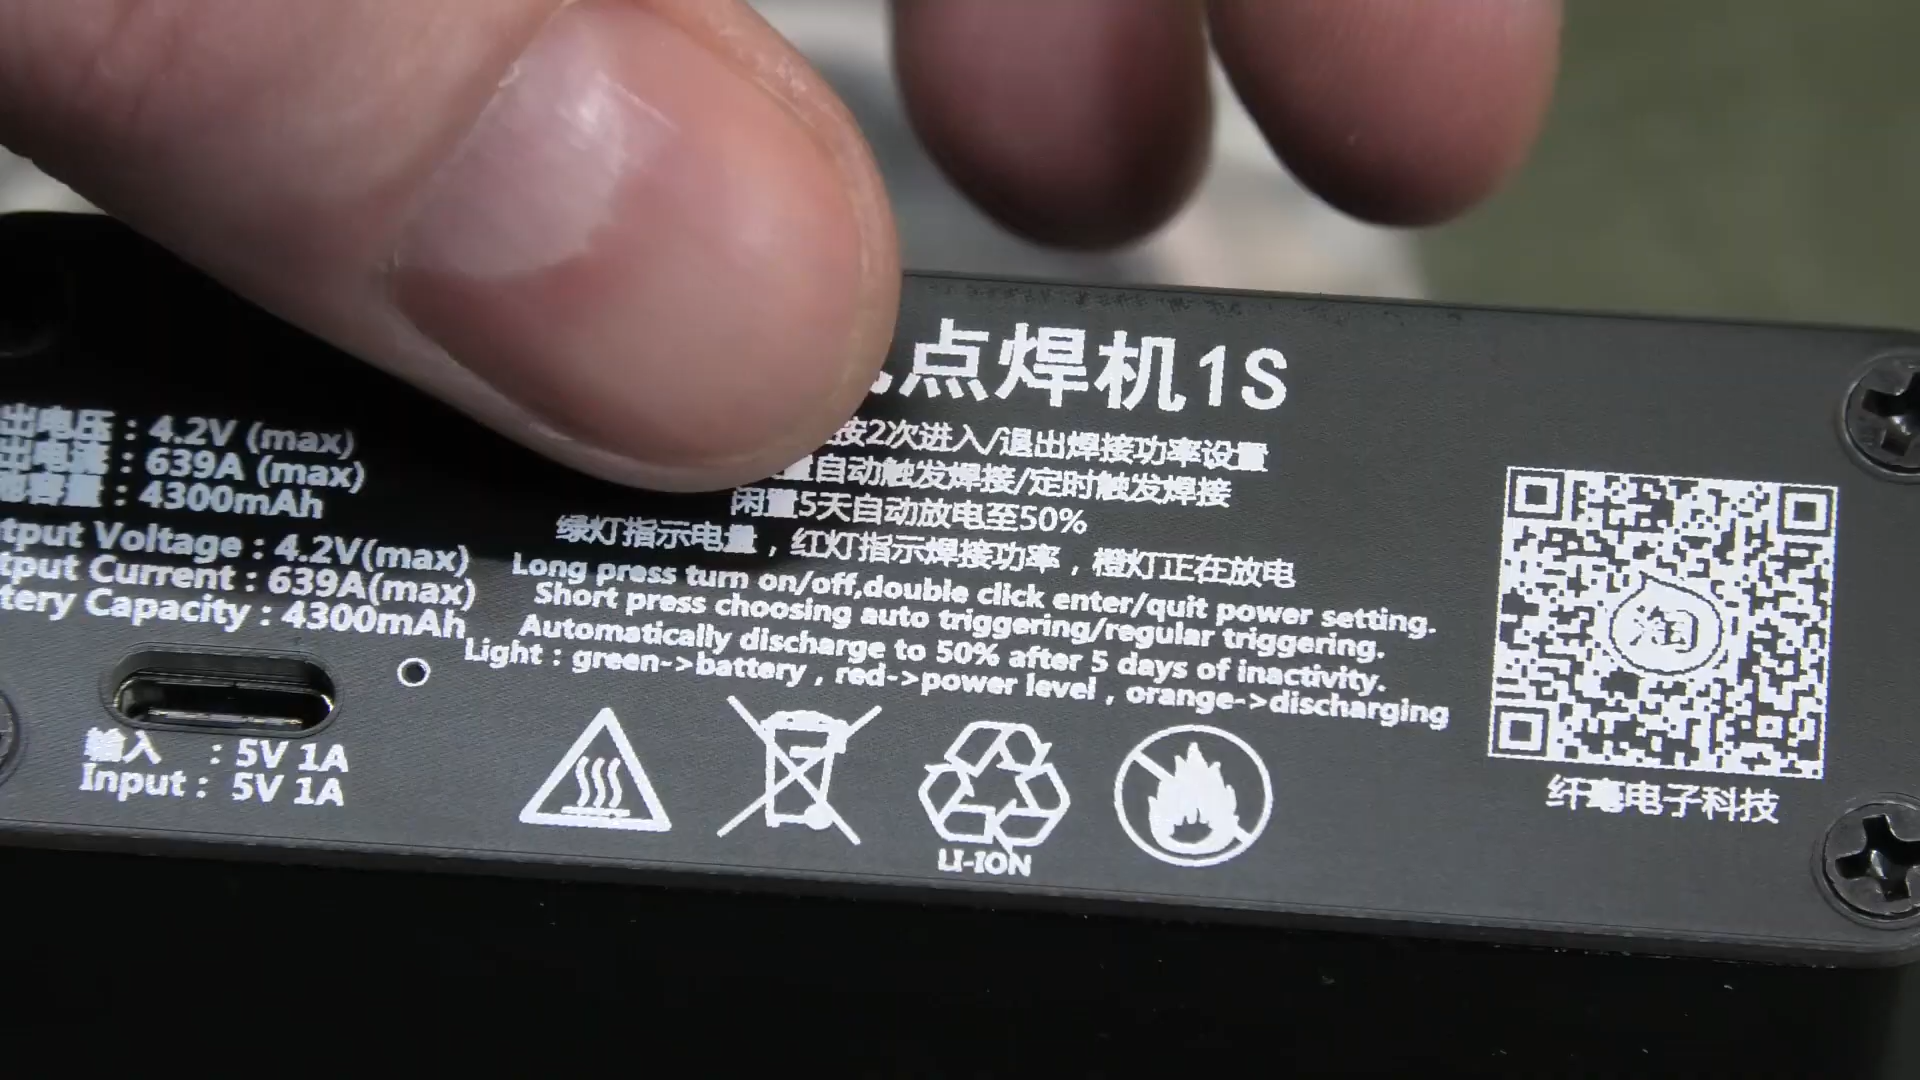 点焊机1S
按2次进入/退出焊接功率设置
自动触发焊接/定时触发焊接
闲置5天自动放电至50%
绿灯指示电量，红灯指示焊接功率，橙灯正在放电
Long press turn on/off,double click enter/quit power setting.
Short press choosing auto triggering/regular triggering.
Automatically discharge to 50% after 5 days of inactivity.
Light：green->battery，red->power level，orange->discharging
出电压：4.2V (max)
出电流：639A (max)
池容量：4300mAh
tput Voltage：4.2V(max)
tput Current：639A(max)
tery Capacity：4300mAh
输入　：5V 1A
Input：5V 1A
LI-ION
纤毫电子科技